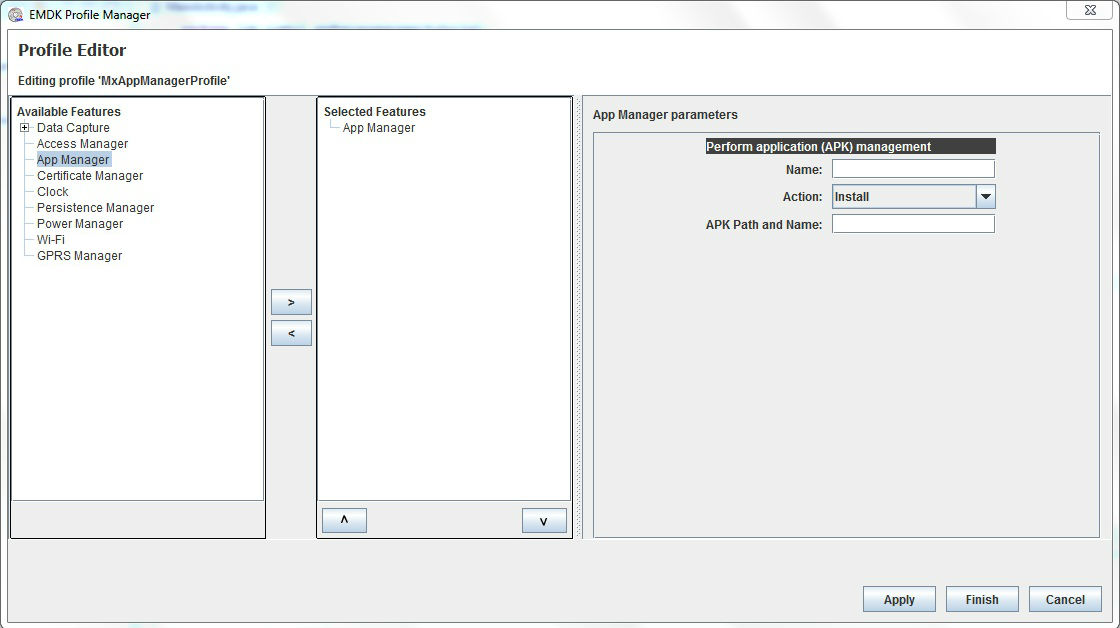 EMDK Profile Manager
Profile Editor
Editing profile 'MxAppManagerProfile'
Available Features
Data Capture
Access Manager
App Manager
Certificate Manager
Clock
Persistence Manager
Power Manager
Wi-Fi
GPRS Manager
>
<
Selected Features
App Manager
^
v
App Manager parameters
Perform application (APK) management
Name:
Action: Install
APK Path and Name:
Apply Finish Cancel